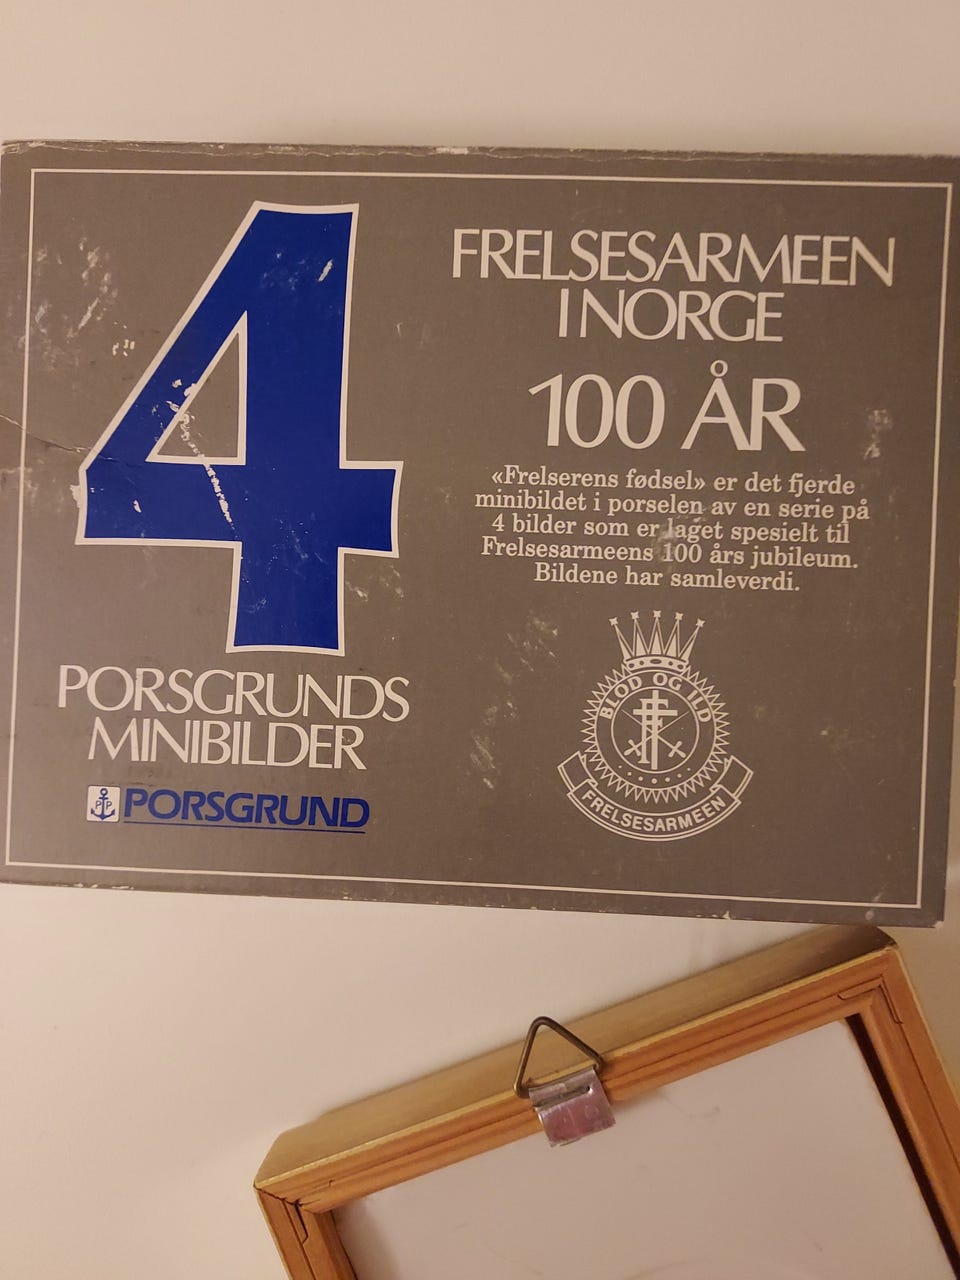 4
PORSGRUNDS
MINIBILDER
PP PORSGRUND
FRELSESARMEEN
I NORGE
100 ÅR
«Frelserens fødsel» er det fjerde
minibildet i porselen av en serie på
4 bilder som er laget spesielt til
Frelsesarmeens 100 års jubileum.
Bildene har samleverdi.
BLOD OG ILD
FRELSESARMEEN